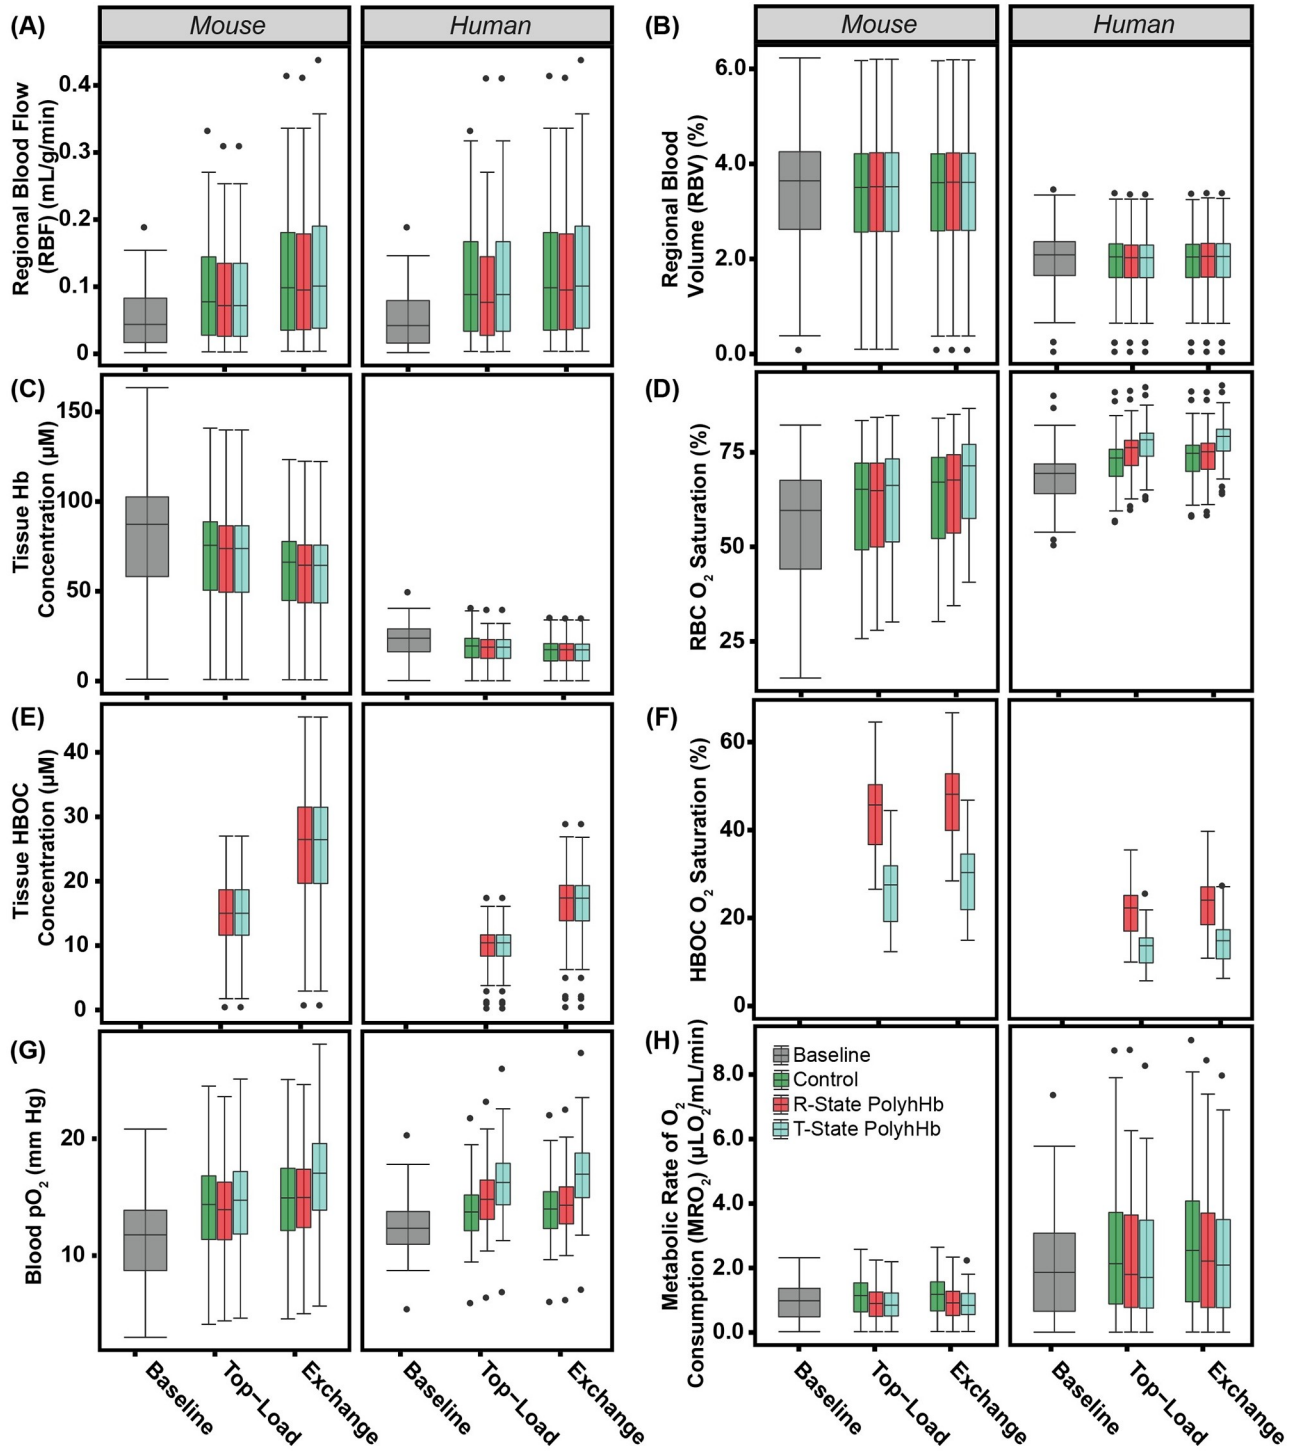 (A)
Mouse
Human
Regional Blood Flow
(RBF) (mL/g/min)
0.4
0.3
0.2
0.1
0
(B)
Mouse
Human
Regional Blood
Volume (RBV) (%)
6.0
4.0
2.0
0.0
(C)
Tissue Hb
Concentration (μM)
150
100
50
0
(D)
RBC O2 Saturation (%)
75
50
25
(E)
Tissue HBOC
Concentration (μM)
40
30
20
10
0
(F)
HBOC O2 Saturation (%)
60
40
20
0
(G)
Blood pO2 (mm Hg)
20
10
Baseline
Top−Load
Exchange
Baseline
Top−Load
Exchange
(H)
Metabolic Rate of O2
Consumption (MRO2) (μLO2/mL/min)
8.0
6.0
4.0
2.0
0.0
Baseline
Control
R-State PolyhHb
T-State PolyhHb
Baseline
Top−Load
Exchange
Baseline
Top−Load
Exchange